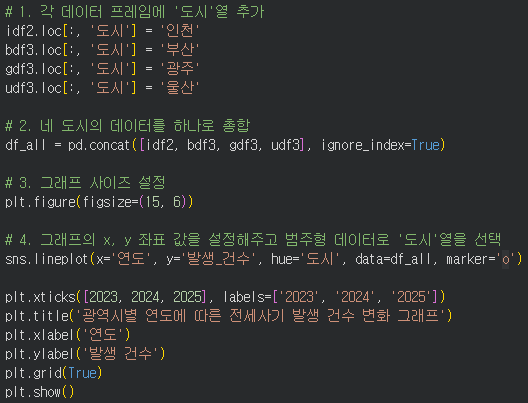 # 1. 각 데이터 프레임에 '도시'열 추가
idf2.loc[:, '도시'] = '인천'
bdf3.loc[:, '도시'] = '부산'
gdf3.loc[:, '도시'] = '광주'
udf3.loc[:, '도시'] = '울산'
# 2. 네 도시의 데이터를 하나로 총합
df_all = pd.concat([idf2, bdf3, gdf3, udf3], ignore_index=True)
# 3. 그래프 사이즈 설정
plt.figure(figsize=(15, 6))
# 4. 그래프의 x, y 좌표 값을 설정해주고 범주형 데이터로 '도시'열을 선택
sns.lineplot(x='연도', y='발생_건수', hue='도시', data=df_all, marker='o')
plt.xticks([2023, 2024, 2025], labels=['2023', '2024', '2025'])
plt.title('광역시별 연도에 따른 전세사기 발생 건수 변화 그래프')
plt.xlabel('연도')
plt.ylabel('발생 건수')
plt.grid(True)
plt.show()